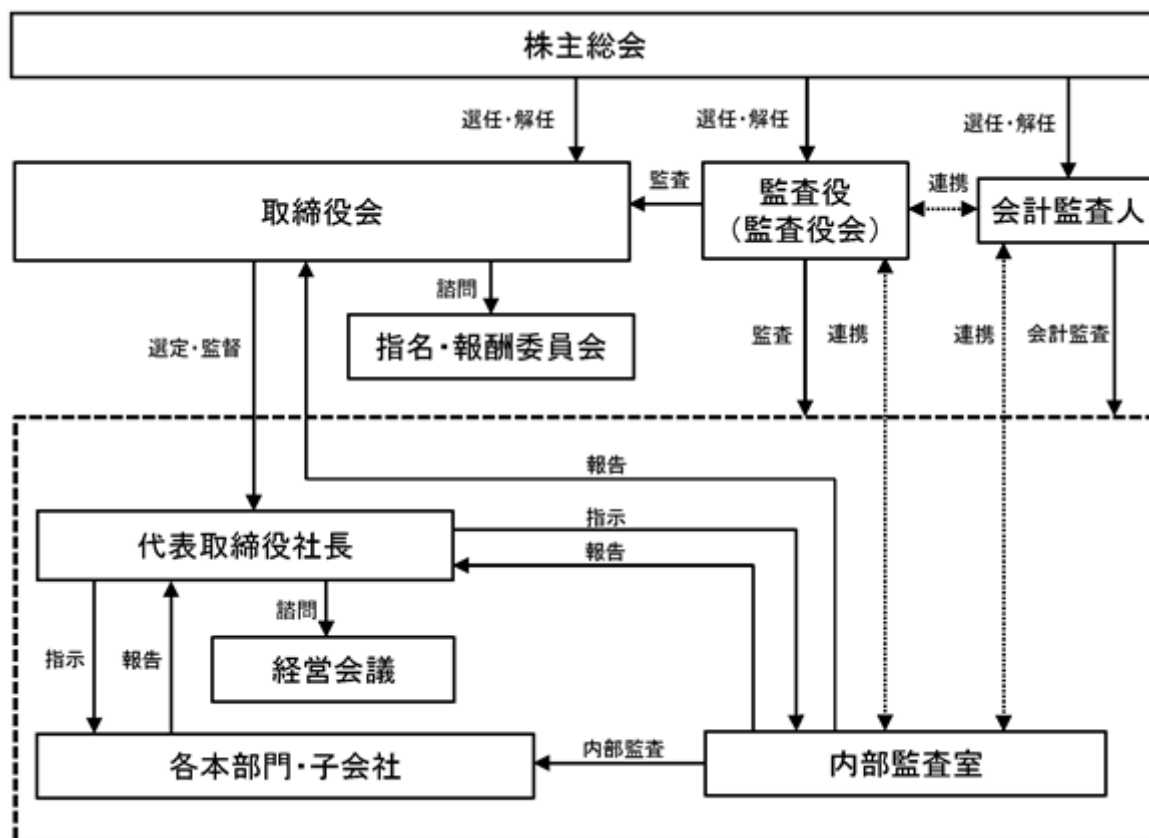 株主総会
選任・解任
選任・解任
選任・解任
取締役会
監査
監査役
（監査役会）
連携
会計監査人
選定・監督
諮問
指名・報酬委員会
監査
連携
連携
会計監査
報告
代表取締役社長
指示
報告
指示
報告
諮問
経営会議
各本部門・子会社
内部監査
内部監査室